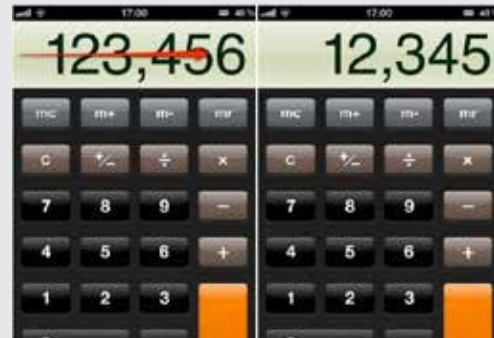 17:00
123,456
mc m+ m- mr
C +/− ÷ ×
7 8 9 −
4 5 6 +
1 2 3
17:00
12,345
mc m+ m- mr
C +/− ÷ ×
7 8 9 −
4 5 6 +
1 2 3